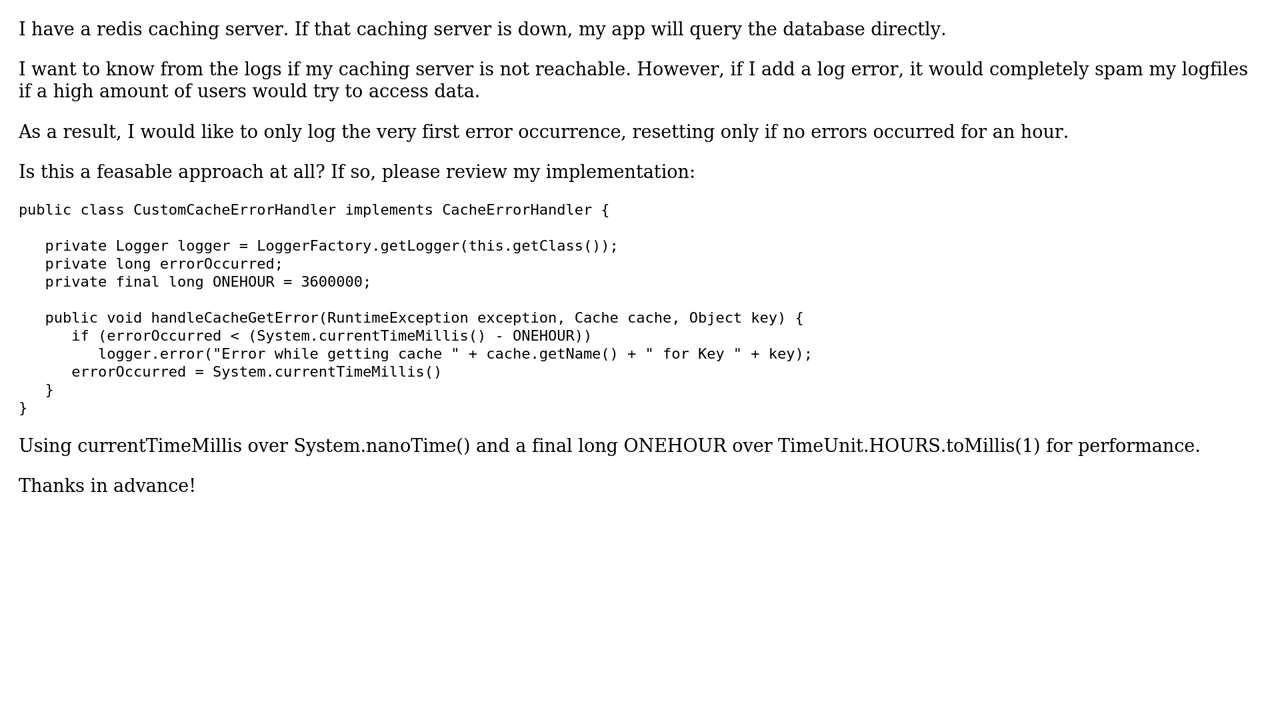 I have a redis caching server. If that caching server is down, my app will query the database directly.
I want to know from the logs if my caching server is not reachable. However, if I add a log error, it would completely spam my logfiles
if a high amount of users would try to access data.
As a result, I would like to only log the very first error occurrence, resetting only if no errors occurred for an hour.
Is this a feasable approach at all? If so, please review my implementation:
public class CustomCacheErrorHandler implements CacheErrorHandler {
   private Logger logger = LoggerFactory.getLogger(this.getClass());
   private long errorOccurred;
   private final long ONEHOUR = 3600000;
   public void handleCacheGetError(RuntimeException exception, Cache cache, Object key) {
      if (errorOccurred < (System.currentTimeMillis() - ONEHOUR))
         logger.error("Error while getting cache " + cache.getName() + " for Key " + key);
      errorOccurred = System.currentTimeMillis()
   }
}
Using currentTimeMillis over System.nanoTime() and a final long ONEHOUR over TimeUnit.HOURS.toMillis(1) for performance.
Thanks in advance!